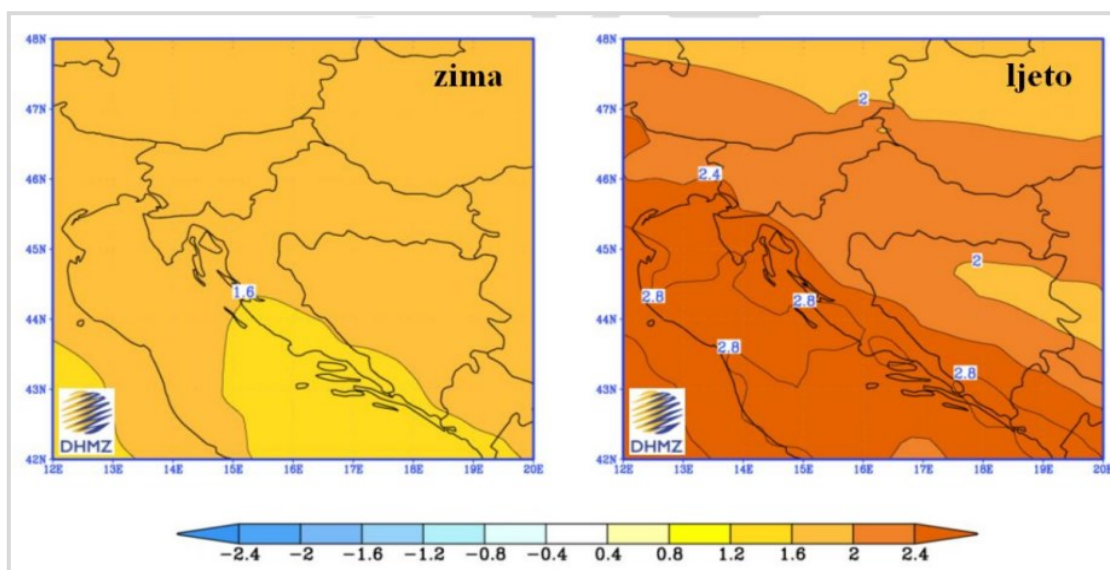 zima
48N
47N
46N
45N
44N
43N
42N
1.6
DHMZ
12E 13E 14E 15E 16E 17E 18E 19E 20E
ljeto
48N
47N
46N
45N
44N
43N
42N
2
2.4
2
2.8
2.8
2.8
2.8
DHMZ
12E 13E 14E 15E 16E 17E 18E 19E 20E
-2.4 -2 -1.6 -1.2 -0.8 -0.4 0.4 0.8 1.2 1.6 2 2.4